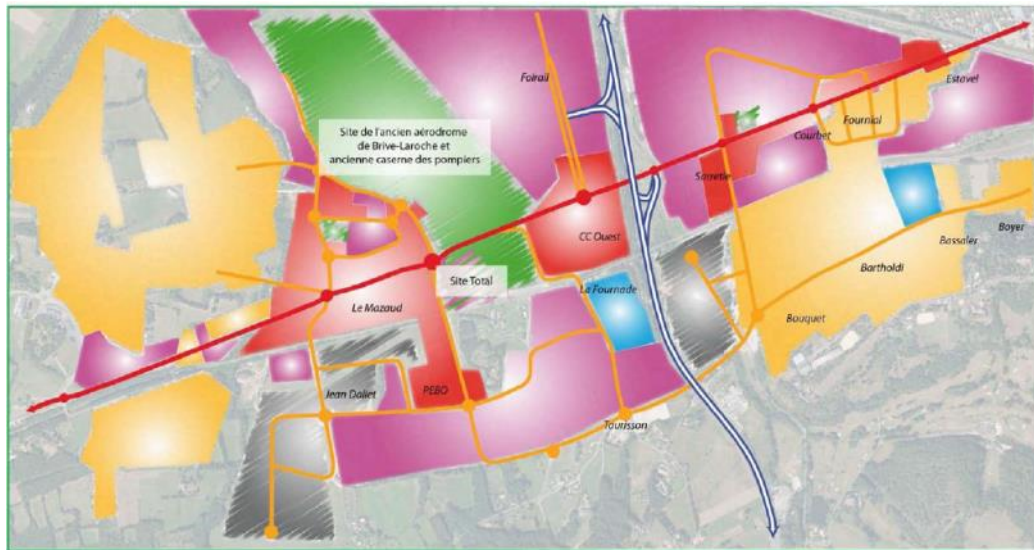 Estavel
Foirail
Fournial
Site de l'ancien aérodrome
de Brive-Laroche et
ancienne caserne des pompiers
Courbet
Sarretie
CC Ouest
Boyer
Bassaler
Bartholdi
Site Total
La Fournade
Le Mazaud
Bouquet
Jean Dallet
PEBO
Tourisson